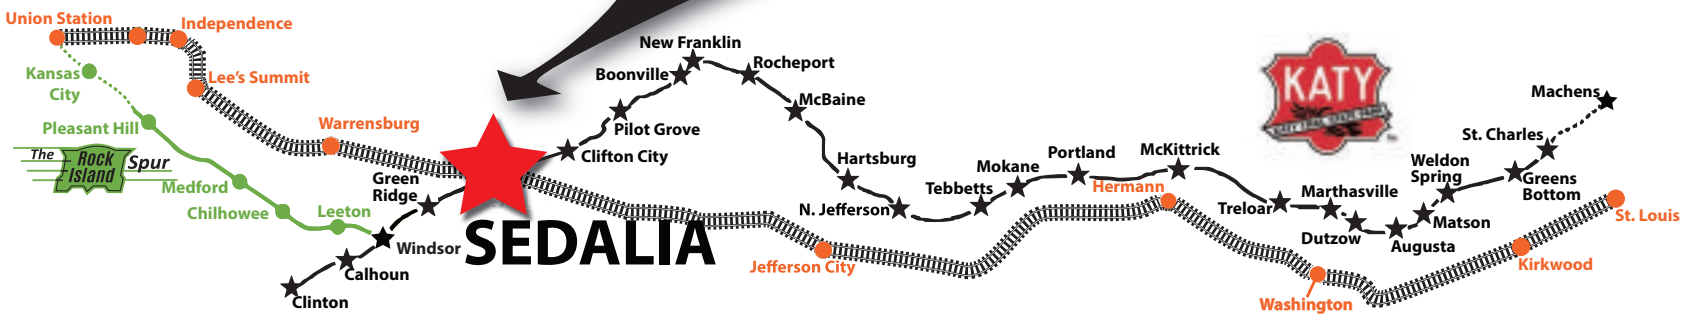 Union Station
Independence
Kansas
City
Lee's Summit
Pleasant Hill
The
Rock
Island
Spur
Medford
Chilhowee
Leeton
Warrensburg
Green
Ridge
Windsor
Calhoun
Clinton
SEDALIA
Clifton City
Pilot Grove
Boonville
New Franklin
Rocheport
McBaine
Hartsburg
N. Jefferson
Jefferson City
Tebbetts
Mokane
Portland
Hermann
McKittrick
Treloar
Marthasville
Dutzow
Washington
Augusta
Matson
Weldon
Spring
Greens
Bottom
St. Charles
Machens
Kirkwood
St. Louis
KATY